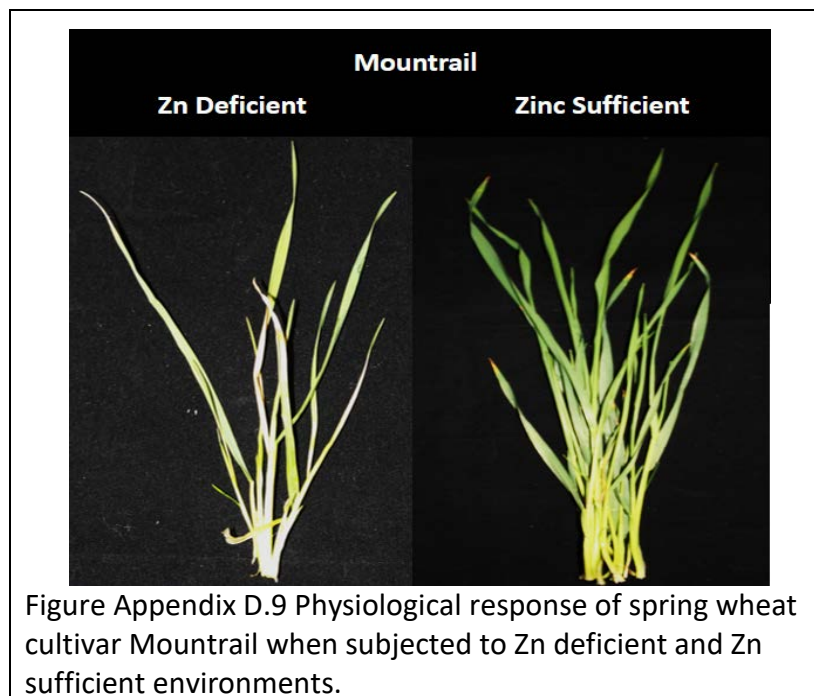 Mountrail
Zn Deficient
Zinc Sufficient
Figure Appendix D.9 Physiological response of spring wheat
cultivar Mountrail when subjected to Zn deficient and Zn
sufficient environments.